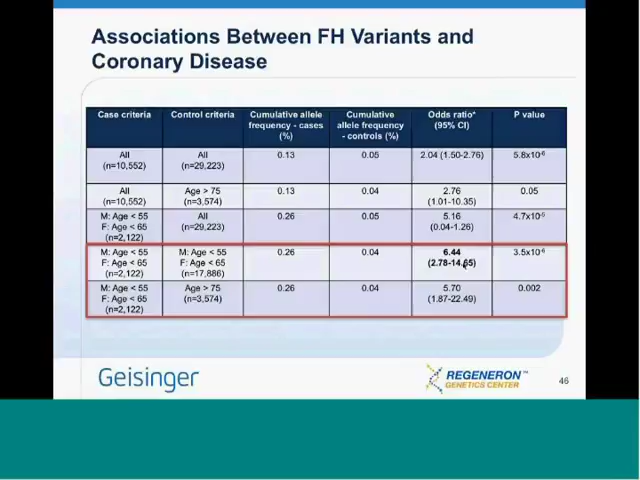 Associations Between FH Variants and
Coronary Disease
Case criteria Control criteria Cumulative allele frequency - cases (%) Cumulative allele frequency - controls (%) Odds ratio* (95% CI) P value
All (n=10,552) All (n=29,223) 0.13 0.05 2.04 (1.50-2.76)
All (n=10,552) Age > 75 (n=3,574) 0.13 0.04 2.76 (1.01-10.35) 0.05
M: Age < 55 F: Age < 65 (n=2,122) All (n=29,223) 0.26 0.05 5.16 (0.04-1.26)
M: Age < 55 F: Age < 65 (n=2,122) M: Age < 55 F: Age < 65 (n=17,886) 0.26 0.04 6.44
M: Age < 55 F: Age < 65 (n=2,122) Age > 75 (n=3,574) 0.26 0.04 5.70 (1.87-22.49) 0.002
Geisinger
REGENERON™
GENETICS CENTER
46